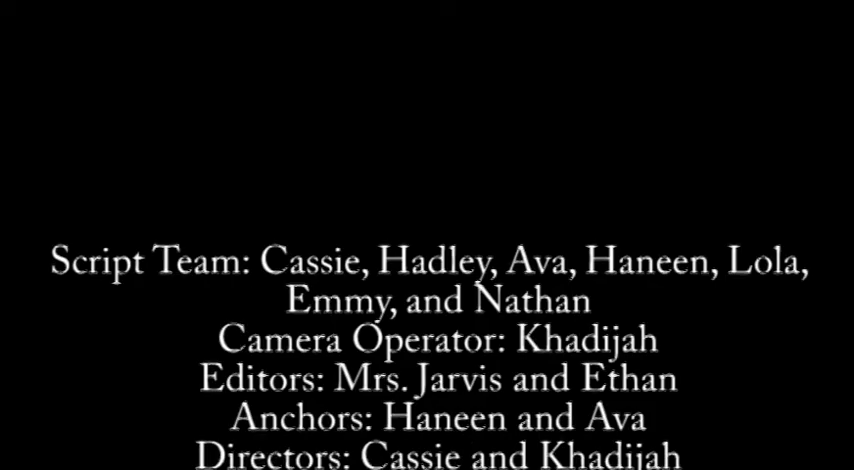 Script Team: Cassie, Hadley, Ava, Haneen, Lola,
Emmy, and Nathan
Camera Operator: Khadijah
Editors: Mrs. Jarvis and Ethan
Anchors: Haneen and Ava
Directors: Cassie and Khadijah